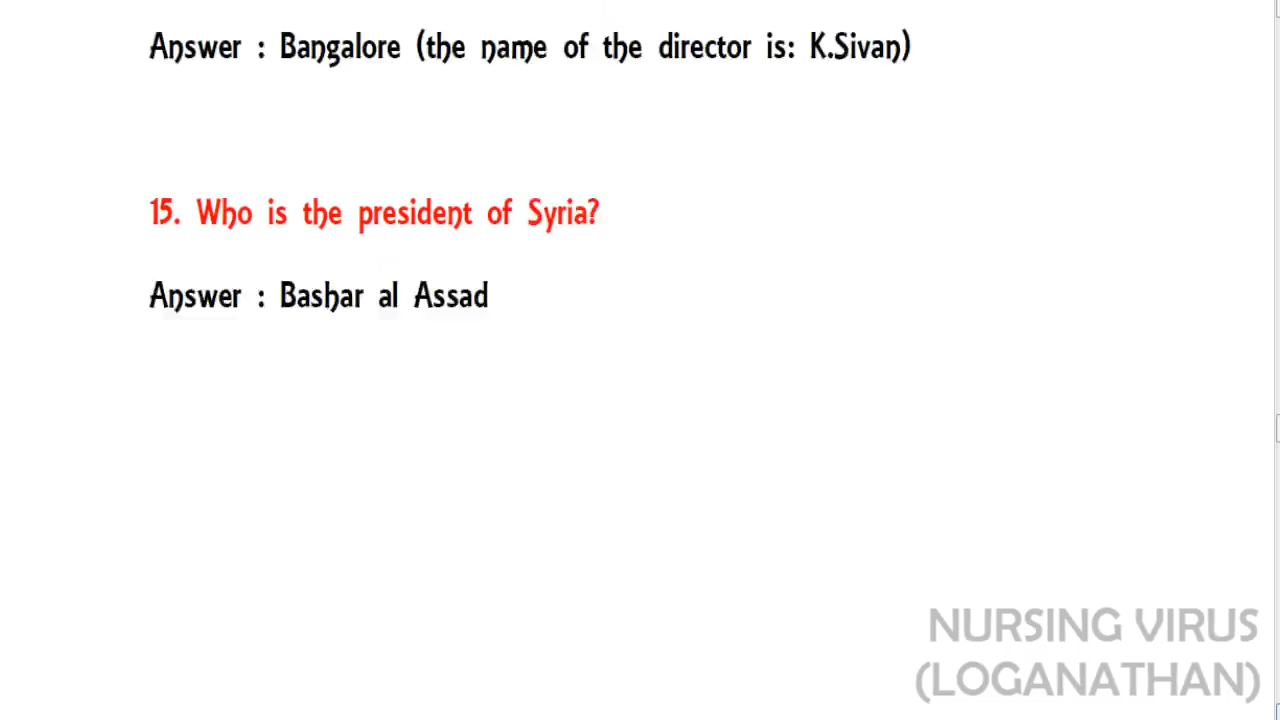 Answer : Bangalore (the name of the director is: K.Sivan)
15. Who is the president of Syria?
Answer : Bashar al Assad
NURSING VIRUS
(LOGANATHAN)